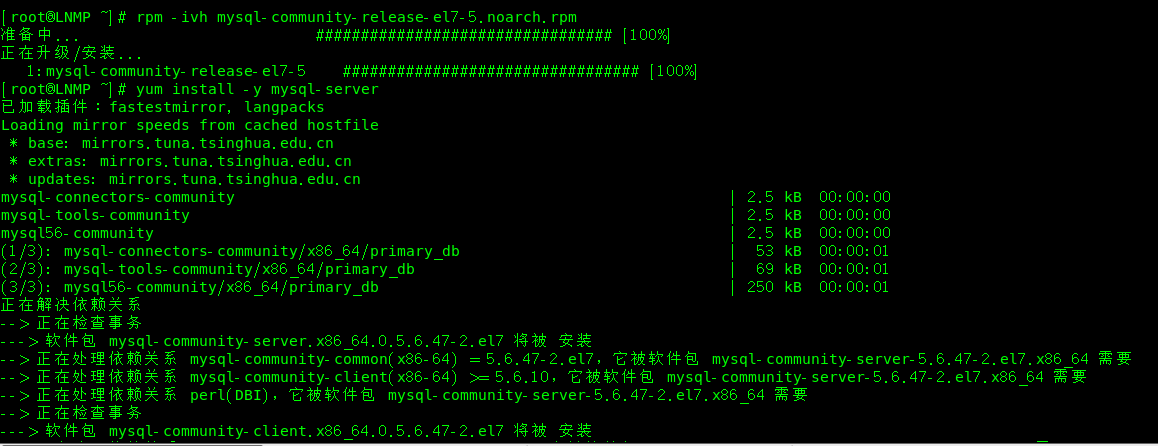 [root@LNMP ~]# rpm -ivh mysql-community-release-el7-5.noarch.rpm
准备中... ################################# [100%]
正在升级/安装...
1:mysql-community-release-el7-5 ################################# [100%]
[root@LNMP ~]# yum install -y mysql-server
已加载插件：fastestmirror, langpacks
Loading mirror speeds from cached hostfile
* base: mirrors.tuna.tsinghua.edu.cn
* extras: mirrors.tuna.tsinghua.edu.cn
* updates: mirrors.tuna.tsinghua.edu.cn
mysql-connectors-community | 2.5 kB 00:00:00
mysql-tools-community | 2.5 kB 00:00:00
mysql56-community | 2.5 kB 00:00:00
(1/3): mysql-connectors-community/x86_64/primary_db | 53 kB 00:00:01
(2/3): mysql-tools-community/x86_64/primary_db | 69 kB 00:00:01
(3/3): mysql56-community/x86_64/primary_db | 250 kB 00:00:01
正在解决依赖关系
--> 正在检查事务
---> 软件包 mysql-community-server.x86_64.0.5.6.47-2.el7 将被 安装
--> 正在处理依赖关系 mysql-community-common(x86-64) = 5.6.47-2.el7，它被软件包 mysql-community-server-5.6.47-2.el7.x86_64 需要
--> 正在处理依赖关系 mysql-community-client(x86-64) >= 5.6.10，它被软件包 mysql-community-server-5.6.47-2.el7.x86_64 需要
--> 正在处理依赖关系 perl(DBI)，它被软件包 mysql-community-server-5.6.47-2.el7.x86_64 需要
--> 正在检查事务
---> 软件包 mysql-community-client.x86_64.0.5.6.47-2.el7 将被 安装